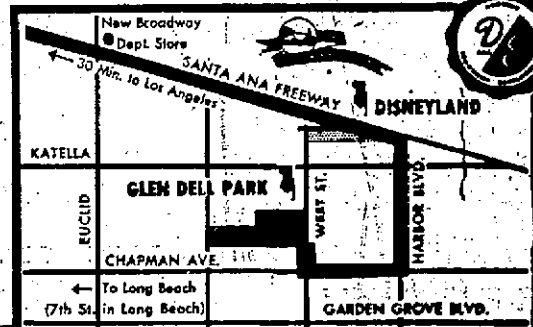 New Broadway
Dept. Store
← 30 Min. to Los Angeles
SANTA ANA FREEWAY
DISNEYLAND
KATELLA
GLEN DELL PARK
EUCLID
WEST ST.
HARBOR BLVD.
CHAPMAN AVE.
← To Long Beach
(7th St. in Long Beach)
GARDEN GROVE BLVD.